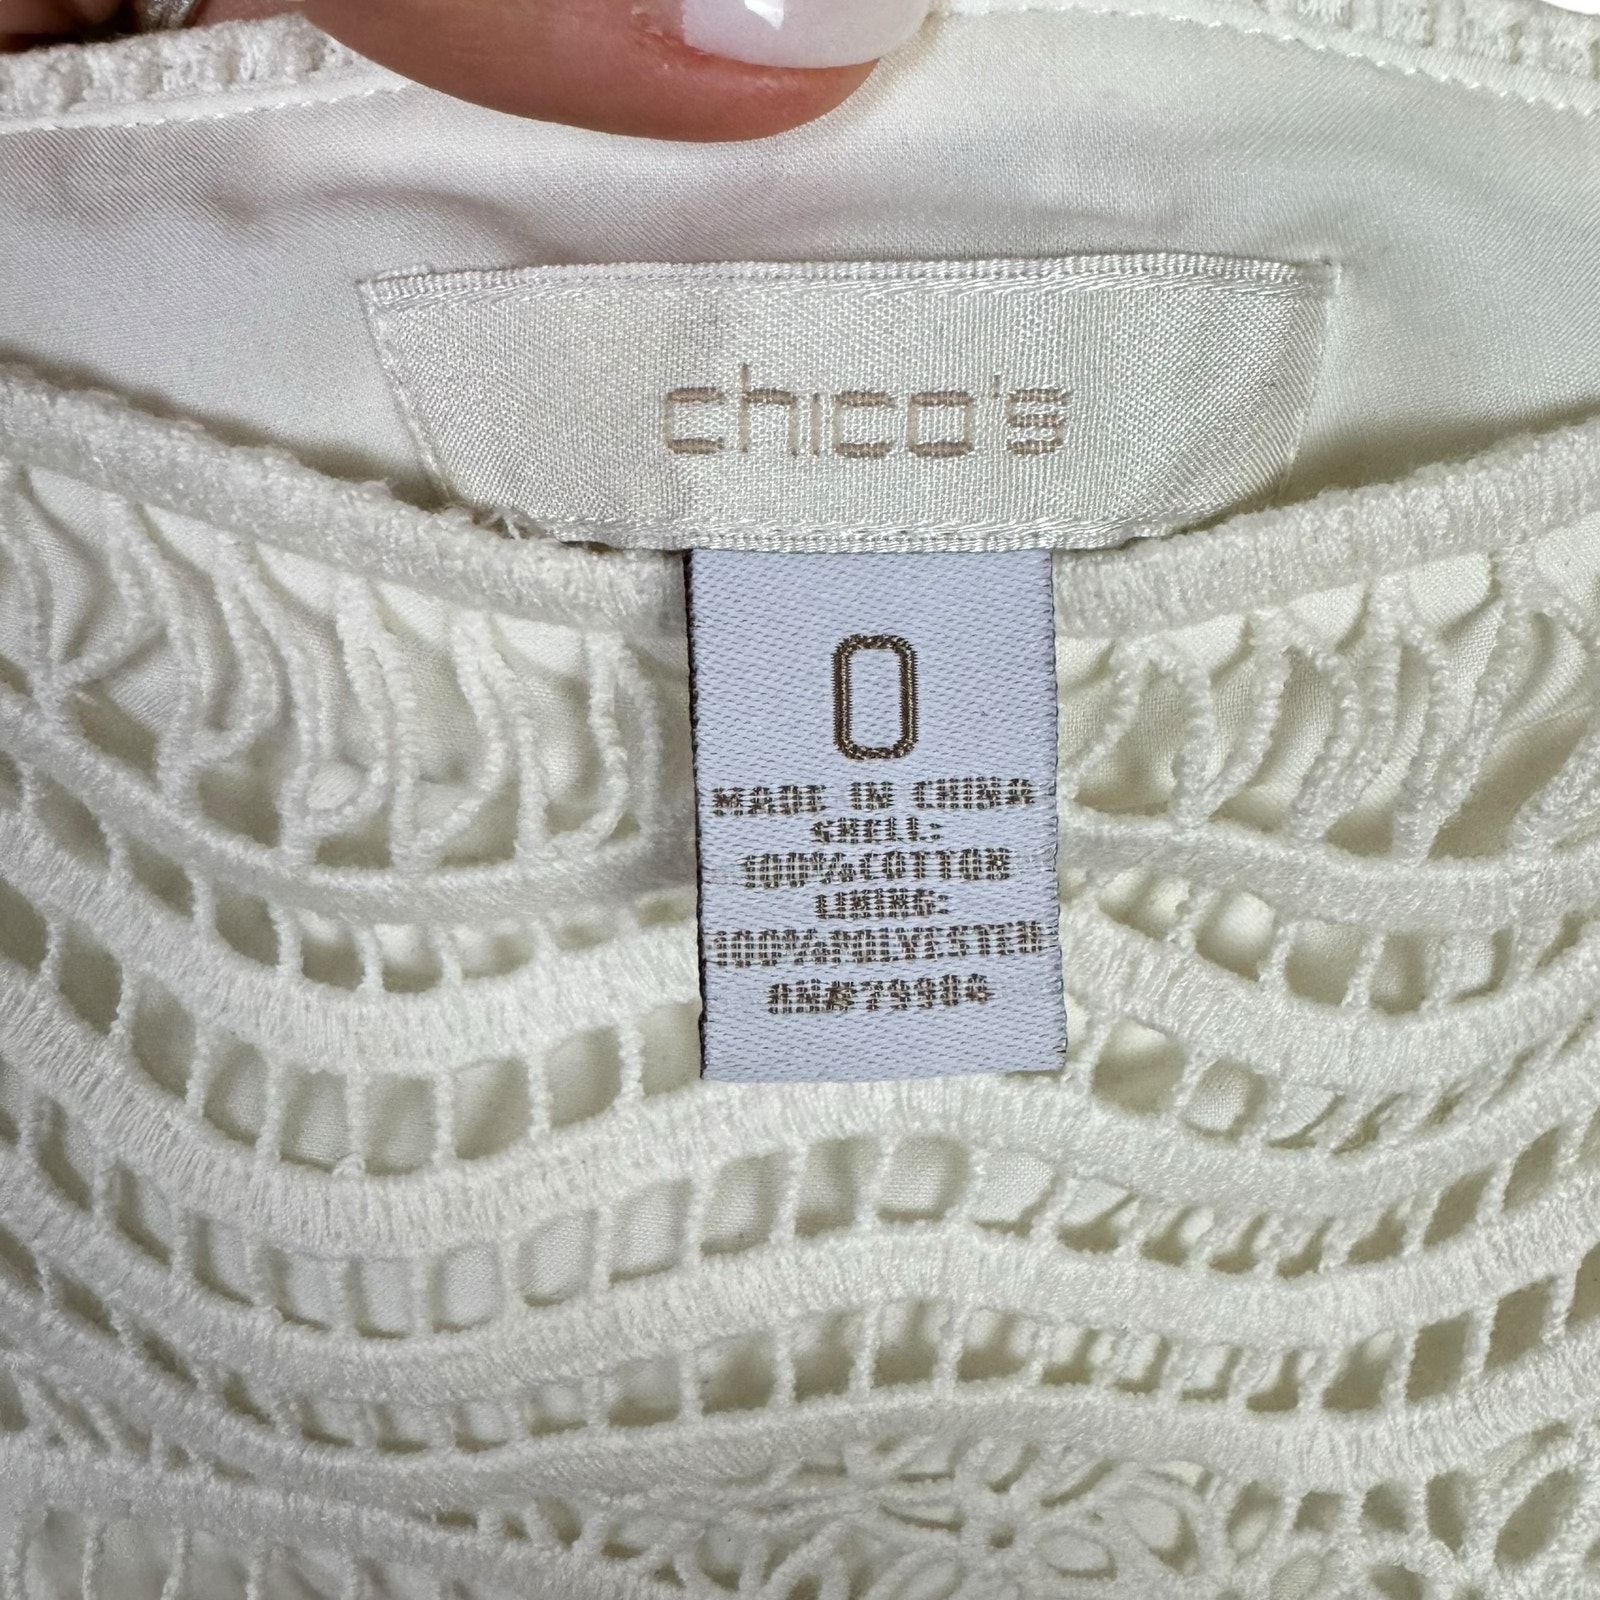 chico's
0
MADE IN CHINA
SHELL:
100%COTTON
LINING:
100%POLYESTER